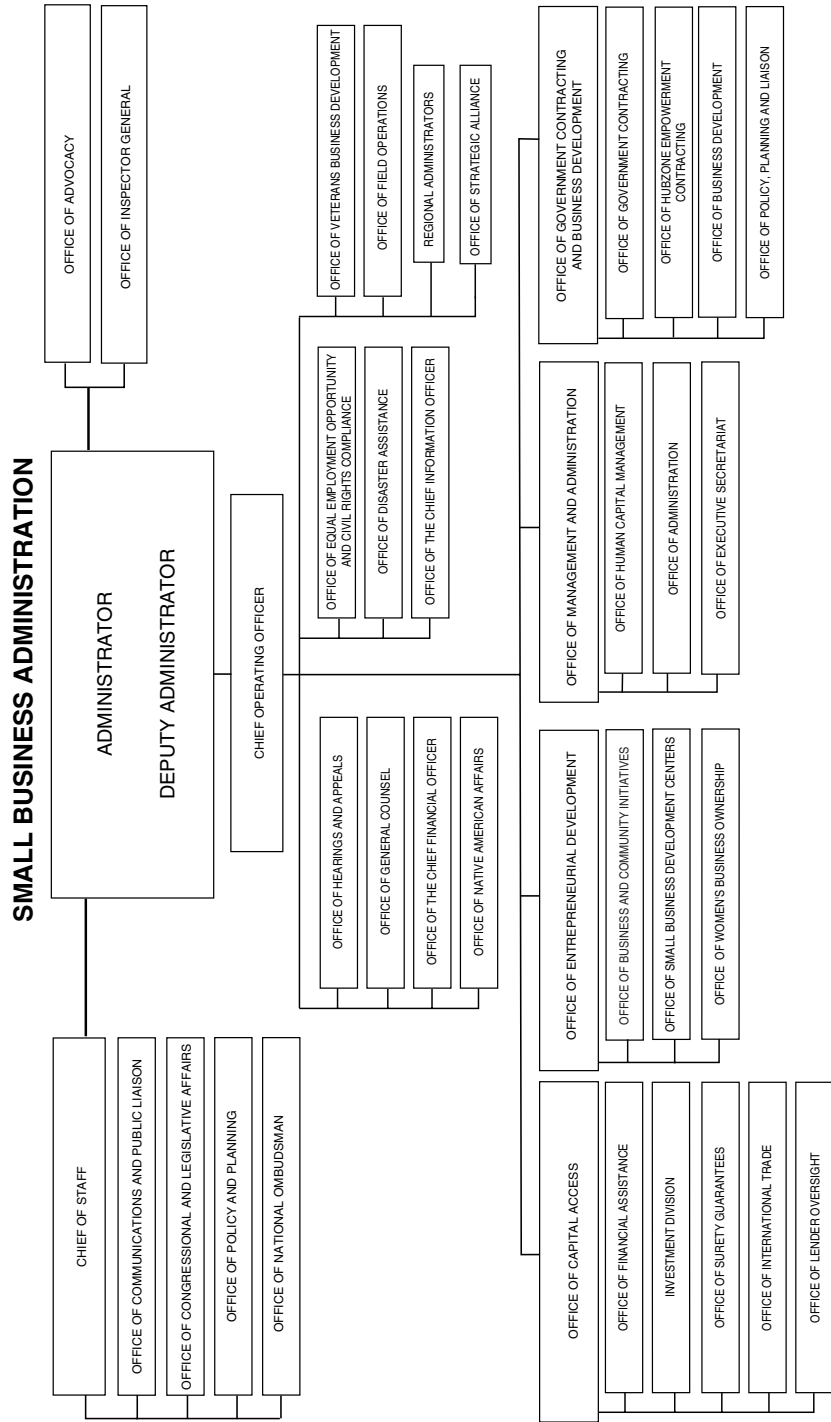 SMALL BUSINESS ADMINISTRATION
ADMINISTRATOR
DEPUTY ADMINISTRATOR
CHIEF OF STAFF
OFFICE OF COMMUNICATIONS AND PUBLIC LIAISON
OFFICE OF CONGRESSIONAL AND LEGISLATIVE AFFAIRS
OFFICE OF POLICY AND PLANNING
OFFICE OF NATIONAL OMBUDSMAN
OFFICE OF ADVOCACY
OFFICE OF INSPECTOR GENERAL
CHIEF OPERATING OFFICER
OFFICE OF HEARINGS AND APPEALS
OFFICE OF GENERAL COUNSEL
OFFICE OF THE CHIEF FINANCIAL OFFICER
OFFICE OF NATIVE AMERICAN AFFAIRS
OFFICE OF EQUAL EMPLOYMENT OPPORTUNITY
AND CIVIL RIGHTS COMPLIANCE
OFFICE OF DISASTER ASSISTANCE
OFFICE OF THE CHIEF INFORMATION OFFICER
OFFICE OF VETERANS BUSINESS DEVELOPMENT
OFFICE OF FIELD OPERATIONS
REGIONAL ADMINISTRATORS
OFFICE OF STRATEGIC ALLIANCE
OFFICE OF CAPITAL ACCESS
OFFICE OF FINANCIAL ASSISTANCE
INVESTMENT DIVISION
OFFICE OF SURETY GUARANTEES
OFFICE OF INTERNATIONAL TRADE
OFFICE OF LENDER OVERSIGHT
OFFICE OF ENTREPRENEURIAL DEVELOPMENT
OFFICE OF BUSINESS AND COMMUNITY INITIATIVES
OFFICE OF SMALL BUSINESS DEVELOPMENT CENTERS
OFFICE OF WOMEN'S BUSINESS OWNERSHIP
OFFICE OF MANAGEMENT AND ADMINISTRATION
OFFICE OF HUMAN CAPITAL MANAGEMENT
OFFICE OF ADMINISTRATION
OFFICE OF EXECUTIVE SECRETARIAT
OFFICE OF GOVERNMENT CONTRACTING
AND BUSINESS DEVELOPMENT
OFFICE OF GOVERNMENT CONTRACTING
OFFICE OF HUBZONE EMPOWERMENT
CONTRACTING
OFFICE OF BUSINESS DEVELOPMENT
OFFICE OF POLICY, PLANNING AND LIAISON